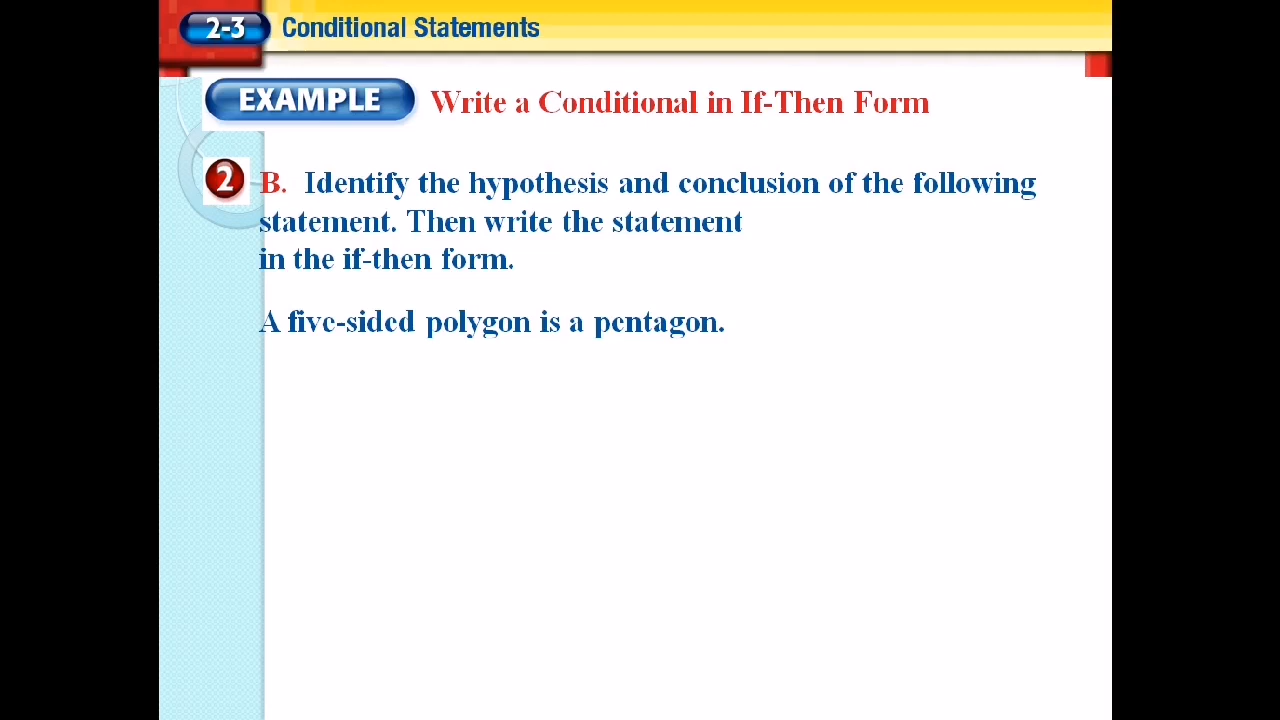 2-3 Conditional Statements
EXAMPLE Write a Conditional in If-Then Form
2 B. Identify the hypothesis and conclusion of the following
statement. Then write the statement
in the if-then form.
A five-sided polygon is a pentagon.